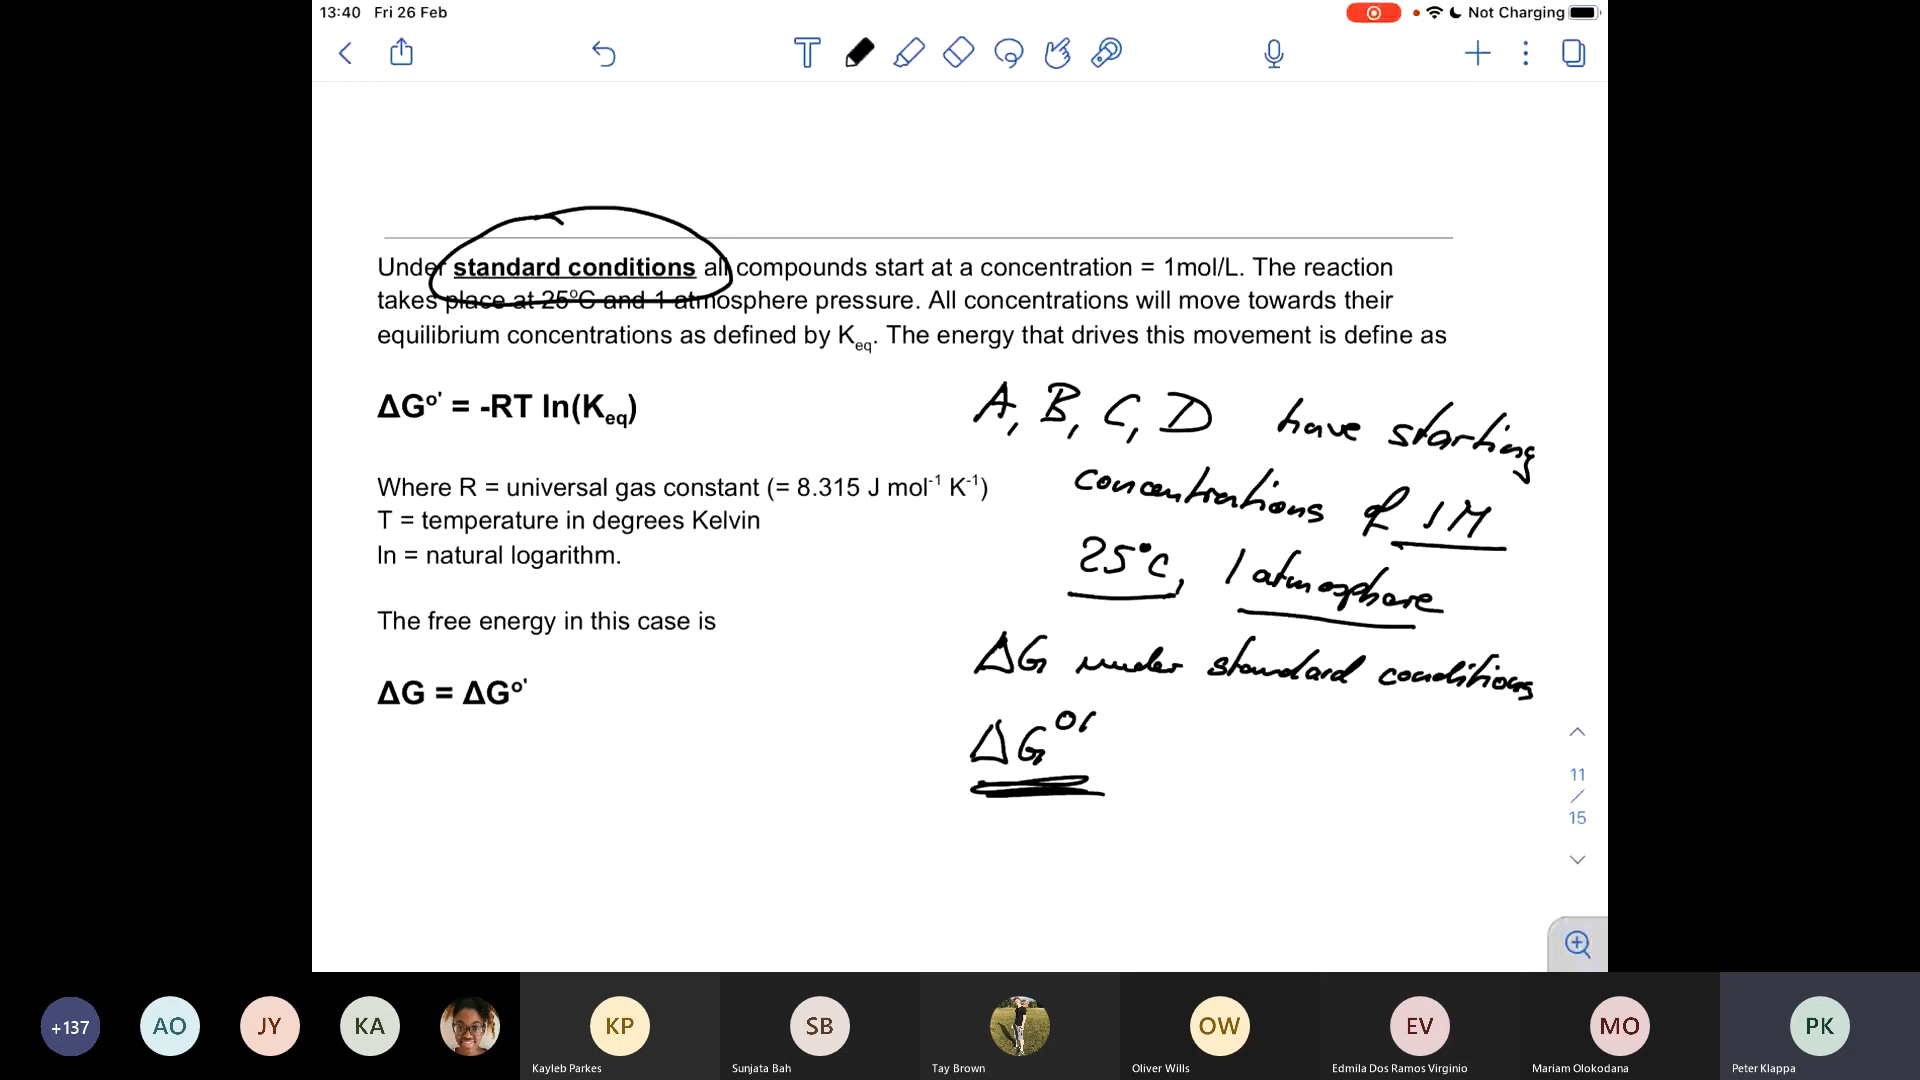 13:40 Fri 26 Feb
Not Charging
Under standard conditions all compounds start at a concentration = 1mol/L. The reaction
takes place at 25°C and 1 atmosphere pressure. All concentrations will move towards their
equilibrium concentrations as defined by Keq. The energy that drives this movement is define as
ΔGº' = -RT ln(Keq)
A, B, C, D have starting
concentrations of 1M
Where R = universal gas constant (= 8.315 J mol⁻¹ K⁻¹)
T = temperature in degrees Kelvin
ln = natural logarithm.
25°C, 1 atmosphere
The free energy in this case is
ΔG under standard conditions
ΔG = ΔGº'
ΔGº'
11
/
15
+137
AO
JY
KA
KP
SB
OW
EV
MO
PK
Kayleb Parkes
Sunjata Bah
Tay Brown
Oliver Wills
Edmila Dos Ramos Virginio
Mariam Olokodana
Peter Klappa